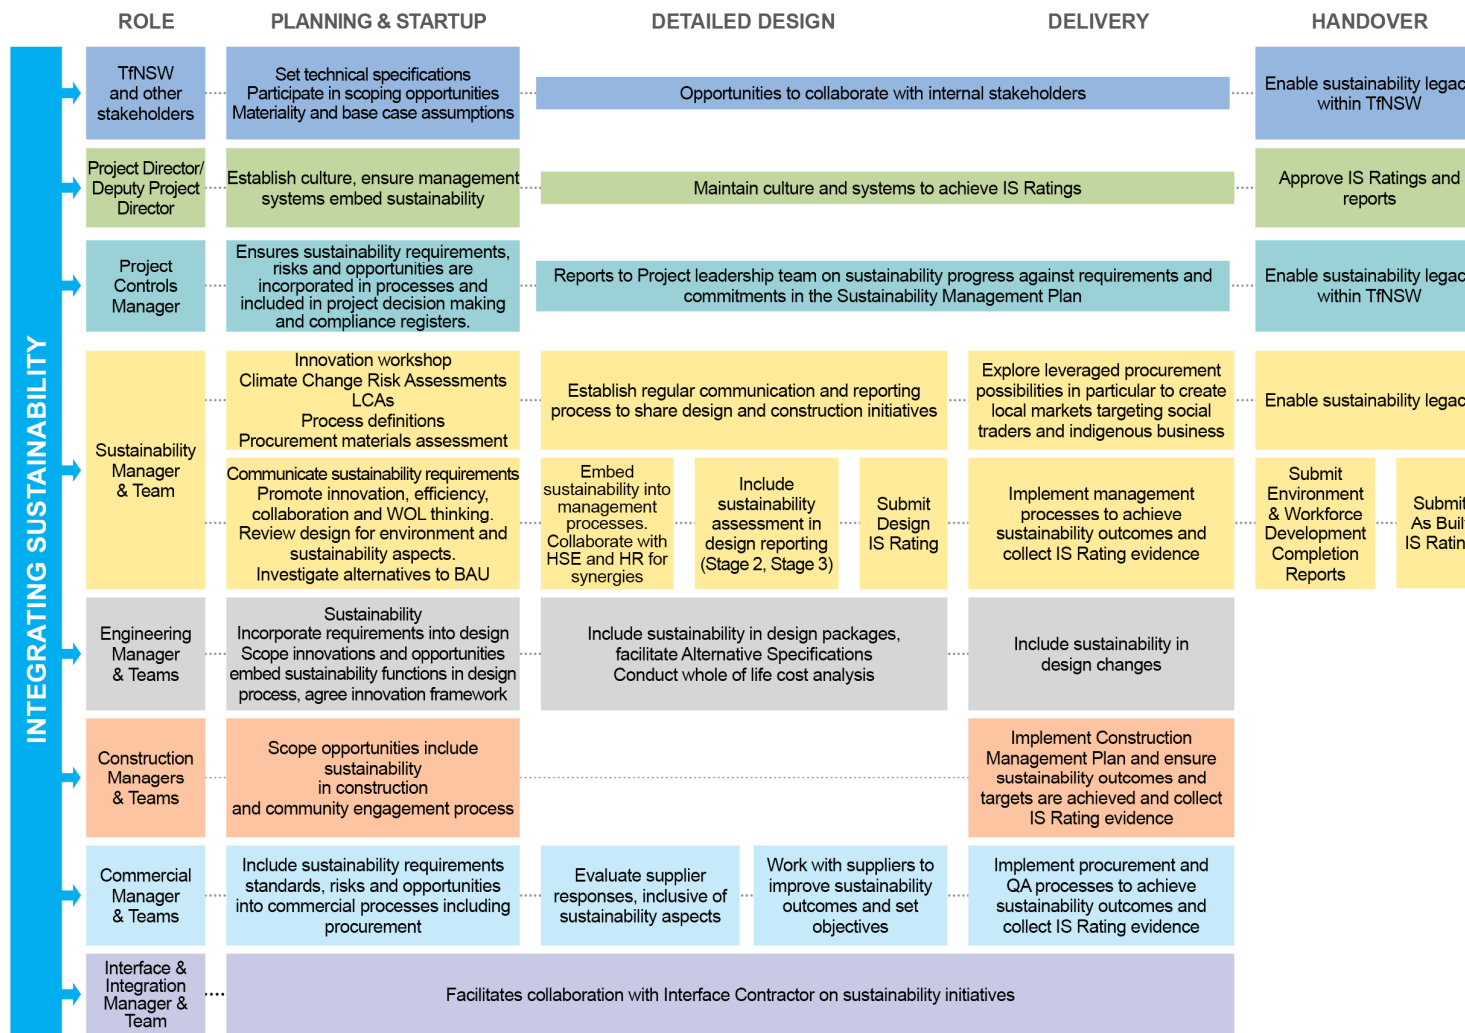 ROLE
PLANNING & STARTUP
DETAILED DESIGN
DELIVERY
HANDOVER
INTEGRATING SUSTAINABILITY
TfNSW
and other
stakeholders
Set technical specifications
Participate in scoping opportunities
Materiality and base case assumptions
Opportunities to collaborate with internal stakeholders
Enable sustainability legac
within TfNSW
Project Director/
Deputy Project
Director
Establish culture, ensure management
systems embed sustainability
Maintain culture and systems to achieve IS Ratings
Approve IS Ratings and
reports
Project
Controls
Manager
Ensures sustainability requirements,
risks and opportunities are
incorporated in processes and
included in project decision making
and compliance registers.
Reports to Project leadership team on sustainability progress against requirements and
commitments in the Sustainability Management Plan
Enable sustainability legac
within TfNSW
Sustainability
Manager
& Team
Innovation workshop
Climate Change Risk Assessments
LCAs
Process definitions
Procurement materials assessment
Establish regular communication and reporting
process to share design and construction initiatives
Explore leveraged procurement
possibilities in particular to create
local markets targeting social
traders and indigenous business
Enable sustainability legac
Communicate sustainability requirements
Promote innovation, efficiency,
collaboration and WOL thinking.
Review design for environment and
sustainability aspects.
Investigate alternatives to BAU
Embed
sustainability into
management
processes.
Collaborate with
HSE and HR for
synergies
Include
sustainability
assessment in
design reporting
(Stage 2, Stage 3)
Submit
Design
IS Rating
Implement management
processes to achieve
sustainability outcomes and
collect IS Rating evidence
Submit
Environment
& Workforce
Development
Completion
Reports
Submit
As Built
IS Ratin
Engineering
Manager
& Teams
Sustainability
Incorporate requirements into design
Scope innovations and opportunities
embed sustainability functions in design
process, agree innovation framework
Include sustainability in design packages,
facilitate Alternative Specifications
Conduct whole of life cost analysis
Include sustainability in
design changes
Construction
Managers
& Teams
Scope opportunities include
sustainability
in construction
and community engagement process
Implement Construction
Management Plan and ensure
sustainability outcomes and
targets are achieved and collect
IS Rating evidence
Commercial
Manager
& Teams
Include sustainability requirements
standards, risks and opportunities
into commercial processes including
procurement
Evaluate supplier
responses, inclusive of
sustainability aspects
Work with suppliers to
improve sustainability
outcomes and set
objectives
Implement procurement and
QA processes to achieve
sustainability outcomes and
collect IS Rating evidence
Interface &
Integration
Manager &
Team
Facilitates collaboration with Interface Contractor on sustainability initiatives